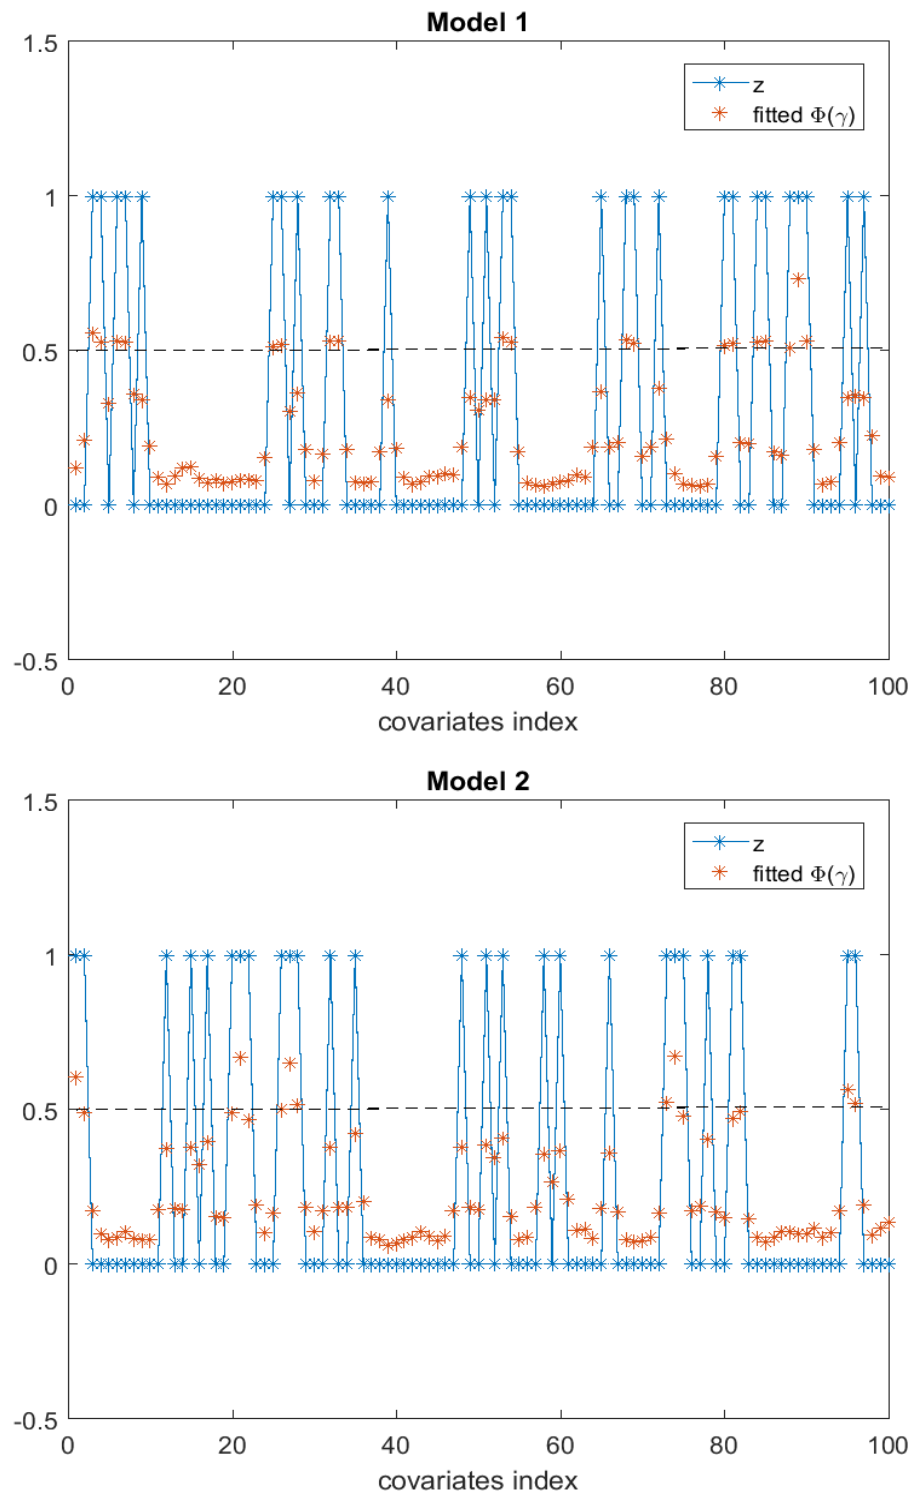 Model 1
1.5
1
0.5
0
-0.5
z
fitted Φ(γ)
0 20 40 60 80 100
covariates index
Model 2
1.5
1
0.5
0
-0.5
z
fitted Φ(γ)
0 20 40 60 80 100
covariates index